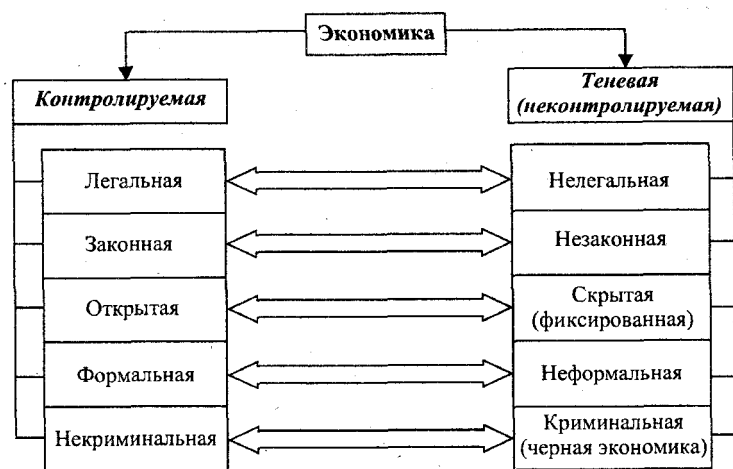 Экономика
Контролируемая
Теневая
(неконтролируемая)
Легальная
Нелегальная
Законная
Незаконная
Открытая
Скрытая
(фиксированная)
Формальная
Неформальная
Некриминальная
Криминальная
(черная экономика)